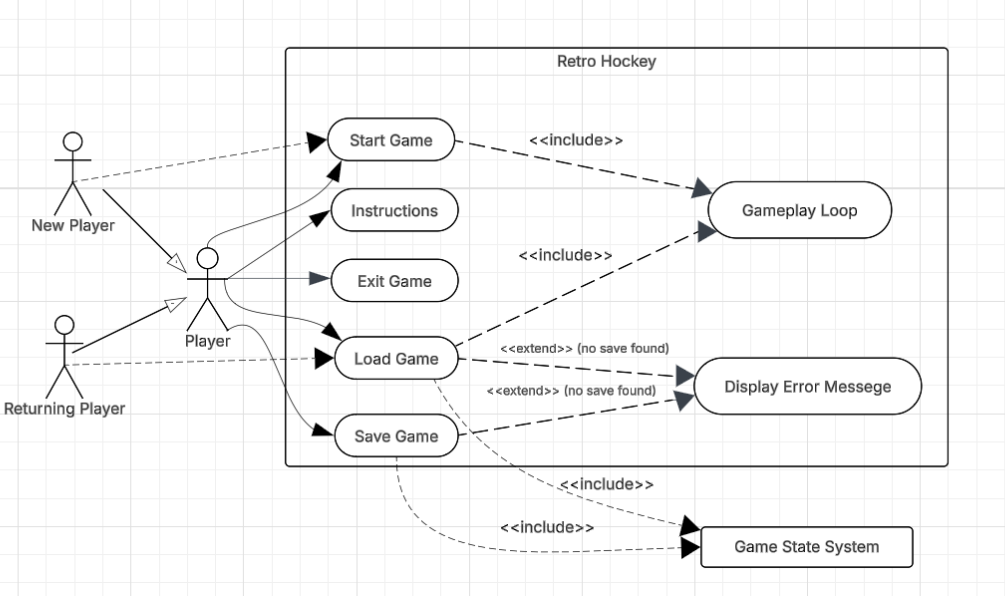 Retro Hockey
Start Game
<<include>>
New Player
Instructions
Gameplay Loop
<<include>>
Exit Game
Player
Returning Player
Load Game
<<extend>> (no save found)
<<extend>> (no save found)
Display Error Messege
Save Game
<<include>>
<<include>>
Game State System